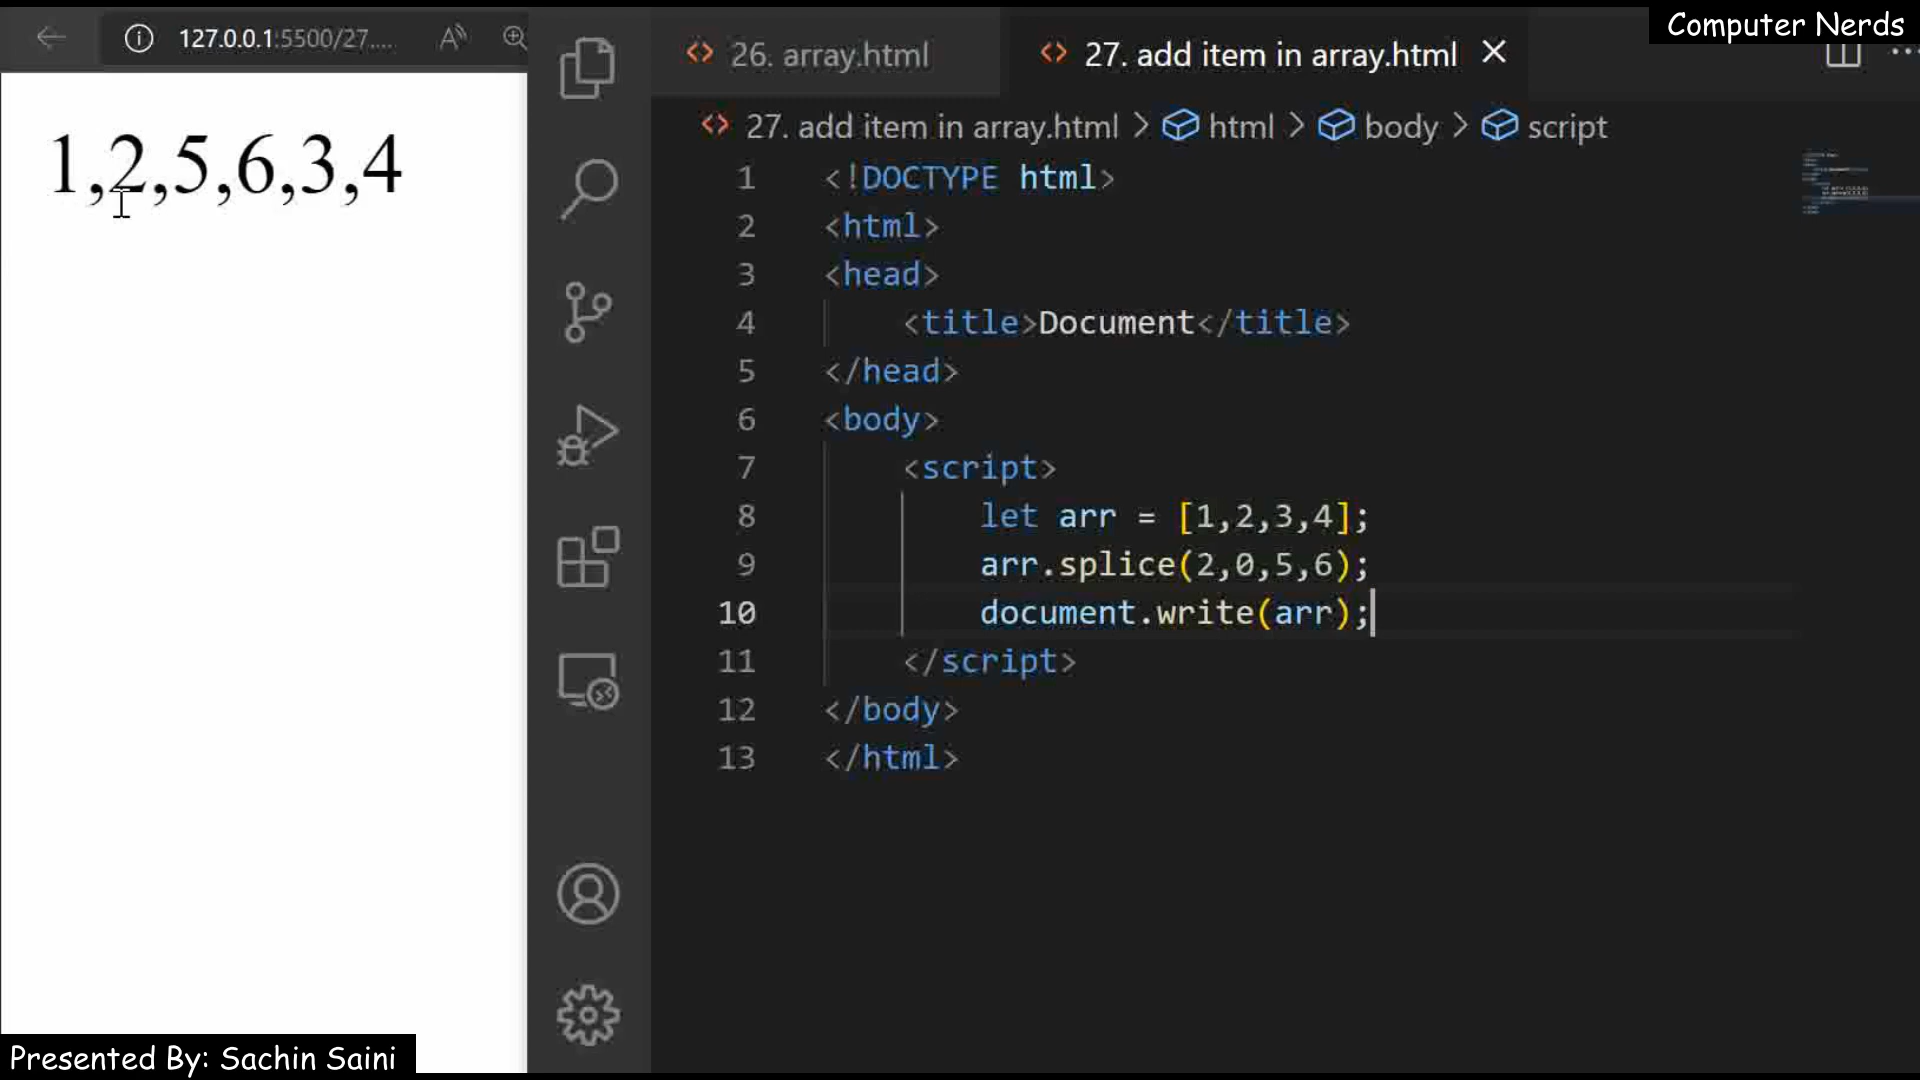 Computer Nerds
127.0.0.1:5500/27....
26. array.html
27. add item in array.html
27. add item in array.html > html > body > script
1,2,5,6,3,4
1 <!DOCTYPE html>
2 <html>
3 <head>
4 <title>Document</title>
5 </head>
6 <body>
7 <script>
8 let arr = [1,2,3,4];
9 arr.splice(2,0,5,6);
10 document.write(arr);
11 </script>
12 </body>
13 </html>
Presented By: Sachin Saini